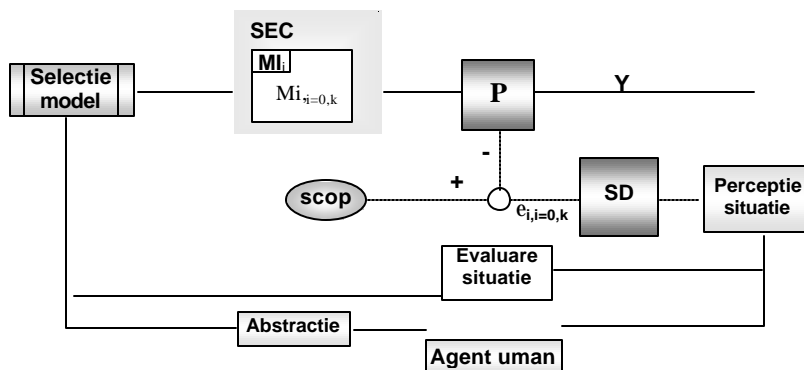 SEC
MIi
Mi,i=0,k
Selectie
model
P
Y
-
+
scop
ei,i=0,k
SD
Perceptie
situatie
Evaluare
situatie
Abstractie
Agent uman